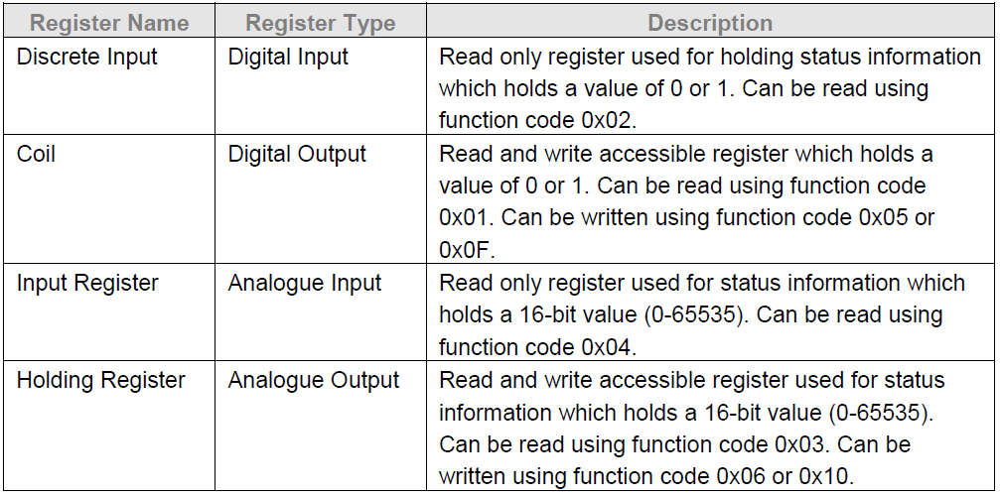 Register Name Register Type Description
Discrete Input Digital Input Read only register used for holding status information
which holds a value of 0 or 1. Can be read using
function code 0x02.
Coil Digital Output Read and write accessible register which holds a
value of 0 or 1. Can be read using function code
0x01. Can be written using function code 0x05 or
0x0F.
Input Register Analogue Input Read only register used for status information which
holds a 16-bit value (0-65535). Can be read using
function code 0x04.
Holding Register Analogue Output Read and write accessible register used for status
information which holds a 16-bit value (0-65535).
Can be read using function code 0x03. Can be
written using function code 0x06 or 0x10.